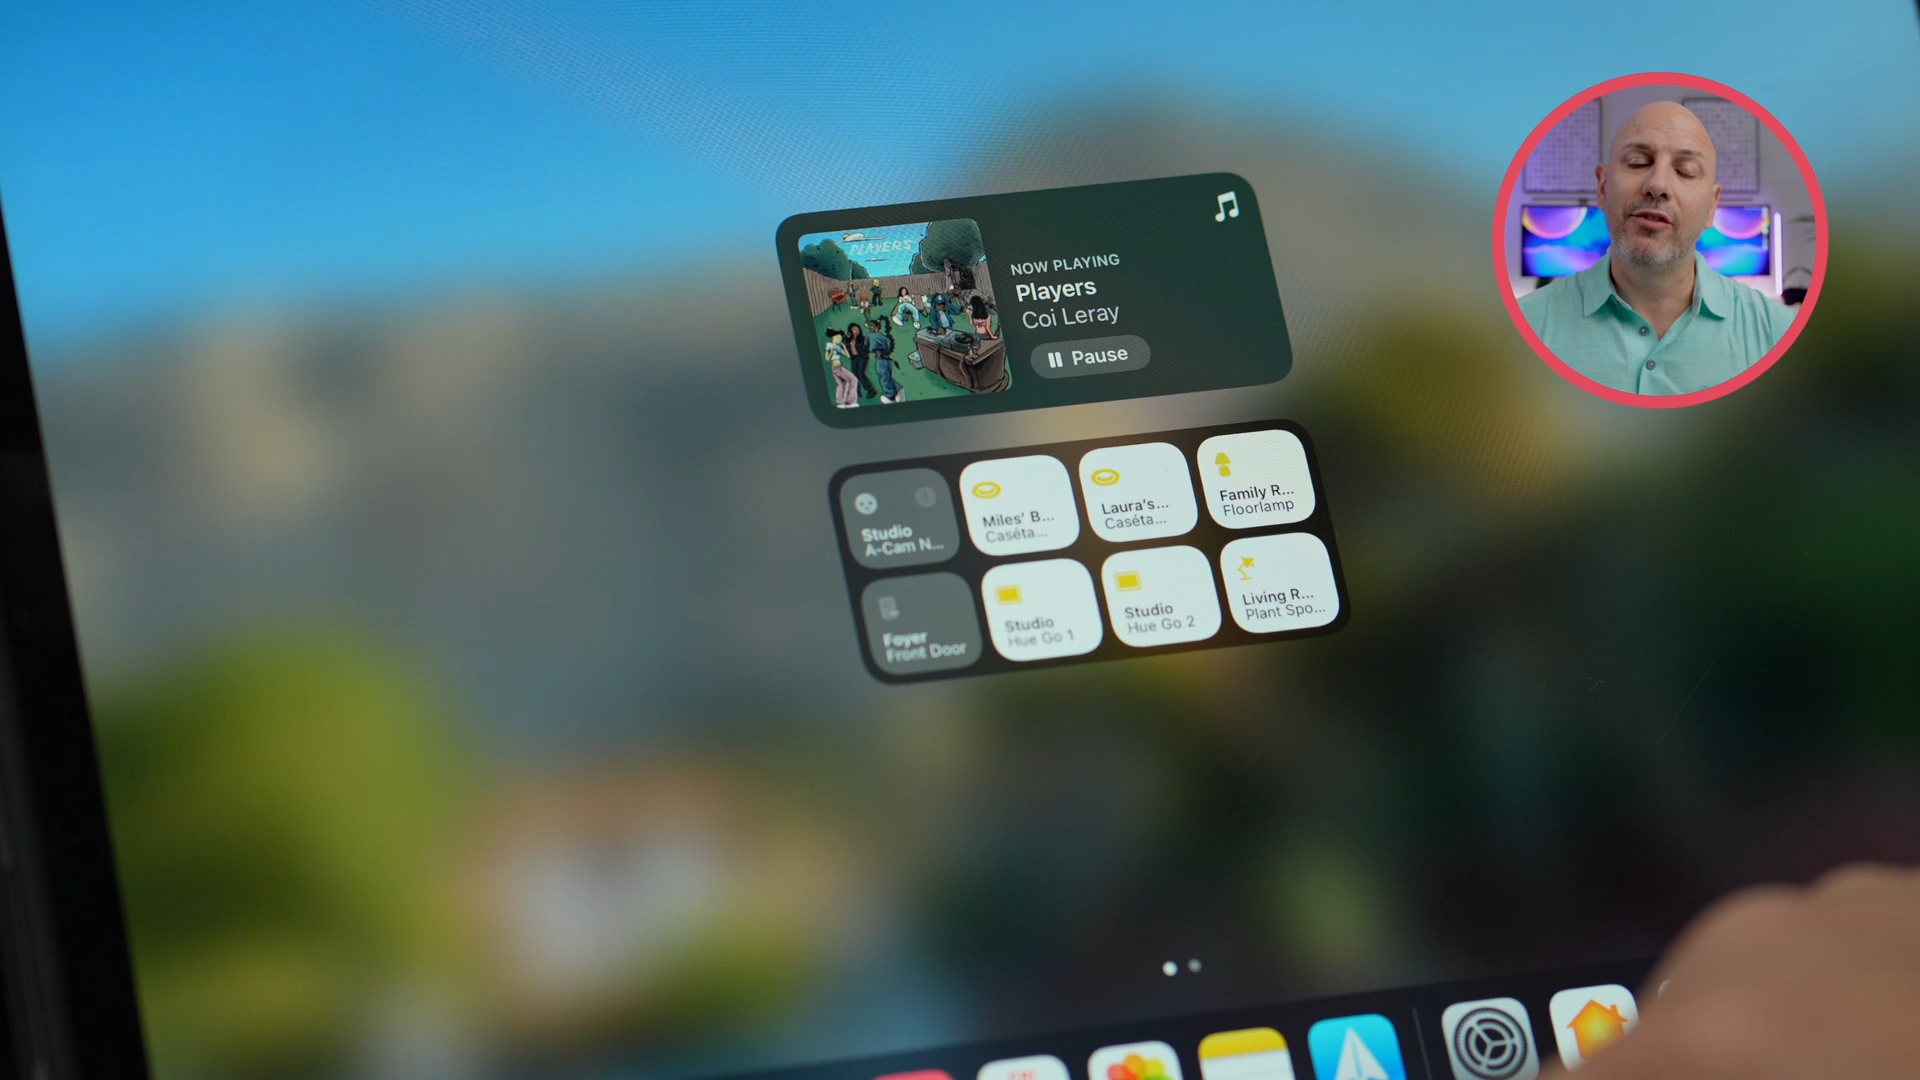 PLAYERS
NOW PLAYING
Players
Coi Leray
Pause
Studio
A-Cam N...
Miles' B...
Caséta...
Laura's...
Caséta...
Family R...
Floorlamp
Foyer
Front Door
Studio
Hue Go 1
Studio
Hue Go 2
Living R...
Plant Spo...
FRI